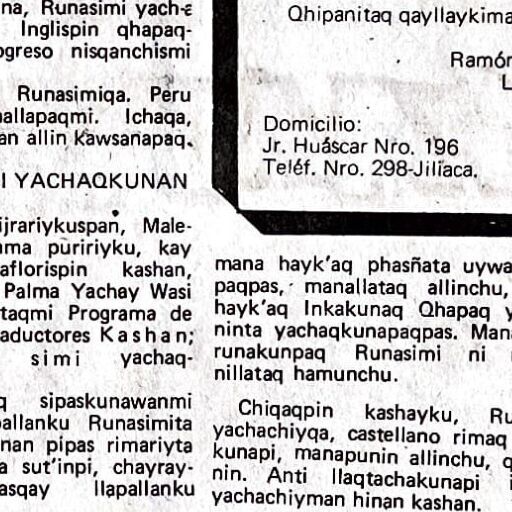 na, Runasimi yach-e
Inglispin qhapaq-
ogreso nisqanchismi
Runasimiqa. Peru
nallapaqmi. Ichaqa,
an allin kawsanapaq.
I YACHAQKUNAN
ijrariykuspan, Male-
ama puririyku, kay
aflorispin kashan,
Palma Yachay Wasi
taqmi Programa de
aductores Kashan;
simi yachaq-
q sipaskunawanmi
pallanku Runasimita
nan pipas rimariyta
a sut'inpi, chayray-
asqay llapallanku
Qhipanitaq qayllaykima
Ramón
L
Domicilio:
Jr. Huáscar Nro. 196
Teléf. Nro. 298-Jiliaca.
mana hayk'aq phasñata uywa
paqpas, manallataq allinchu,
hayk'aq Inkakunaq Qhapaq y
ninta yachaqkunapaqpas. Man
runakunpaq Runasimi ni
nillataq hamunchu.
Chiqaqpin kashayku, Ru
yachachiyqa, castellano rimaq
kunapi, manapunin allinchu, q
nin. Anti llaqtachakunapi i
yachachiyman hinan kashan.